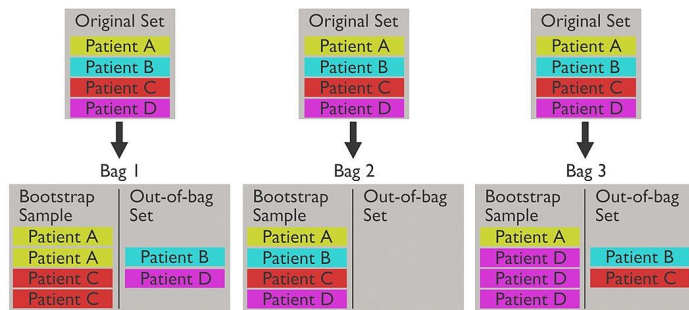 Original Set
Patient A
Patient B
Patient C
Patient D
Original Set
Patient A
Patient B
Patient C
Patient D
Original Set
Patient A
Patient B
Patient C
Patient D
Bag 1
Bootstrap
Sample
Patient A
Patient A
Patient C
Patient C
Out-of-bag
Set
Patient B
Patient D
Bag 2
Bootstrap
Sample
Patient A
Patient B
Patient C
Patient D
Out-of-bag
Set
Bag 3
Bootstrap
Sample
Patient A
Patient D
Patient D
Patient D
Out-of-bag
Set
Patient B
Patient C